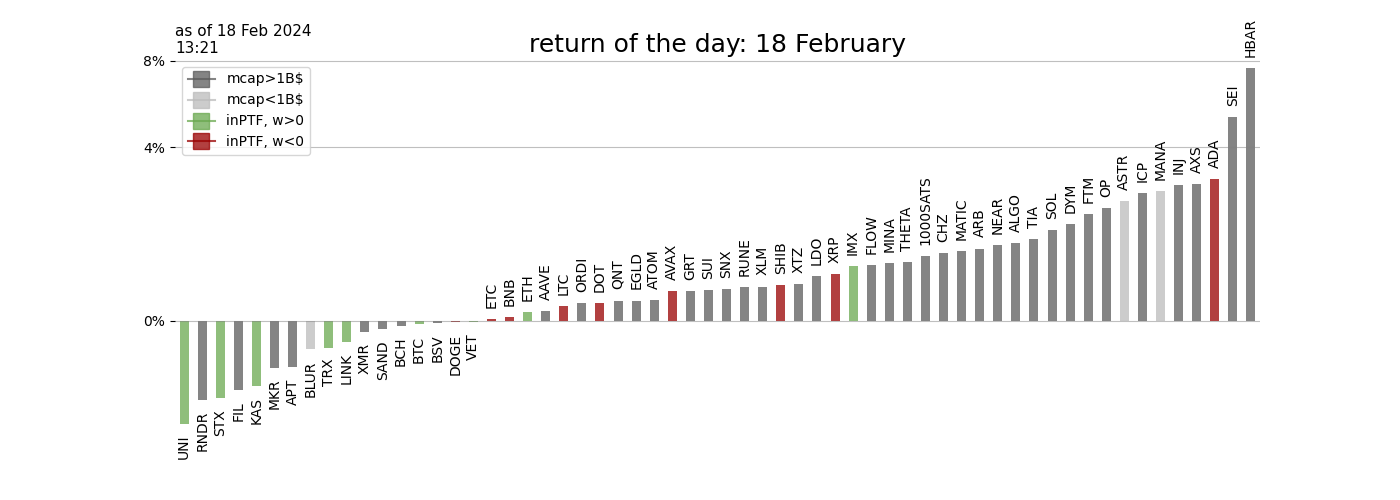 as of 18 Feb 2024
13:21
return of the day: 18 February
8%
4%
0%
mcap>1B$
mcap<1B$
inPTF, w>0
inPTF, w<0
UNI
RNDR
STX
FIL
KAS
MKR
APT
BLUR
TRX
LINK
XMR
SAND
BCH
BTC
BSV
DOGE
VET
ETC
BNB
ETH
AAVE
LTC
ORDI
DOT
QNT
EGLD
ATOM
AVAX
GRT
SUI
SNX
RUNE
XLM
SHIB
XTZ
LDO
XRP
IMX
FLOW
MINA
THETA
1000SATS
CHZ
MATIC
ARB
NEAR
ALGO
TIA
SOL
DYM
FTM
OP
ASTR
ICP
MANA
INJ
AXS
ADA
SEI
HBAR